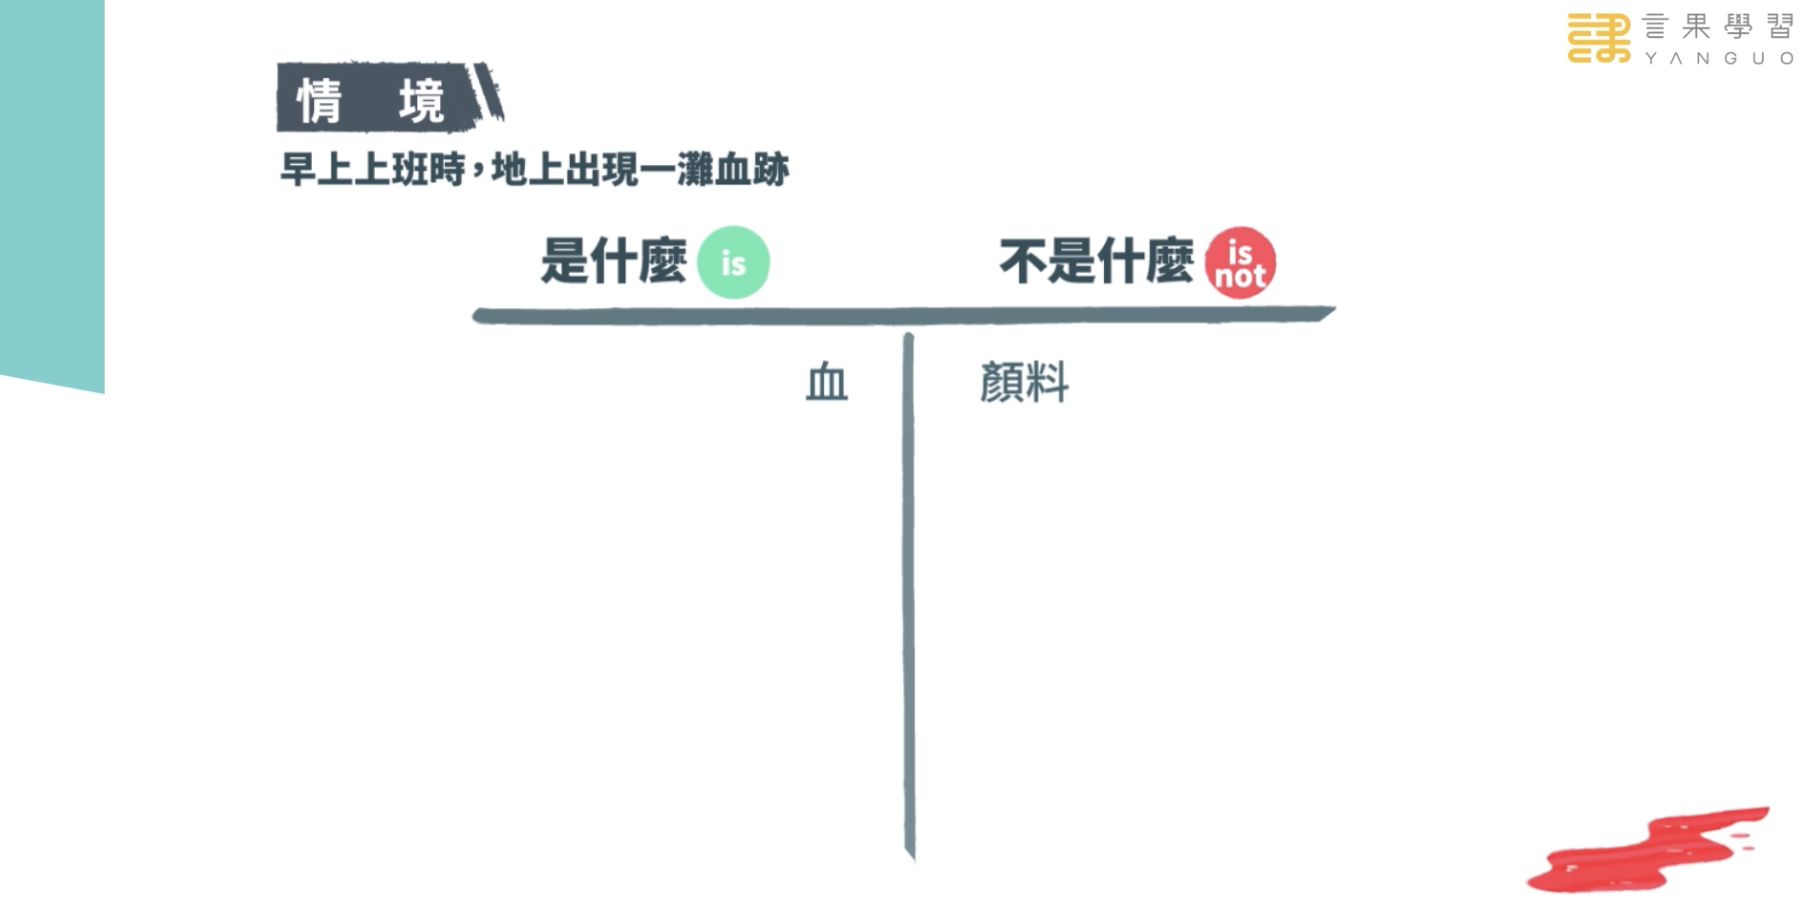 言果學習
YANGUO
情境
早上上班時，地上出現一灘血跡
是什麼 is
不是什麼 is not
血
顏料